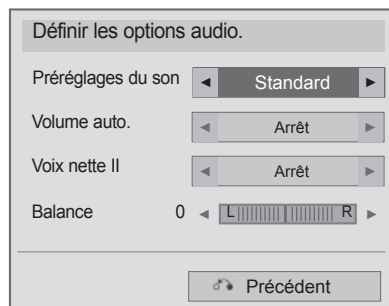 Définir les options audio.
Préréglages du son ◄ Standard ►
Volume auto. ◄ Arrêt ►
Voix nette II ◄ Arrêt ►
Balance 0 ◄ L R ►
Précédent